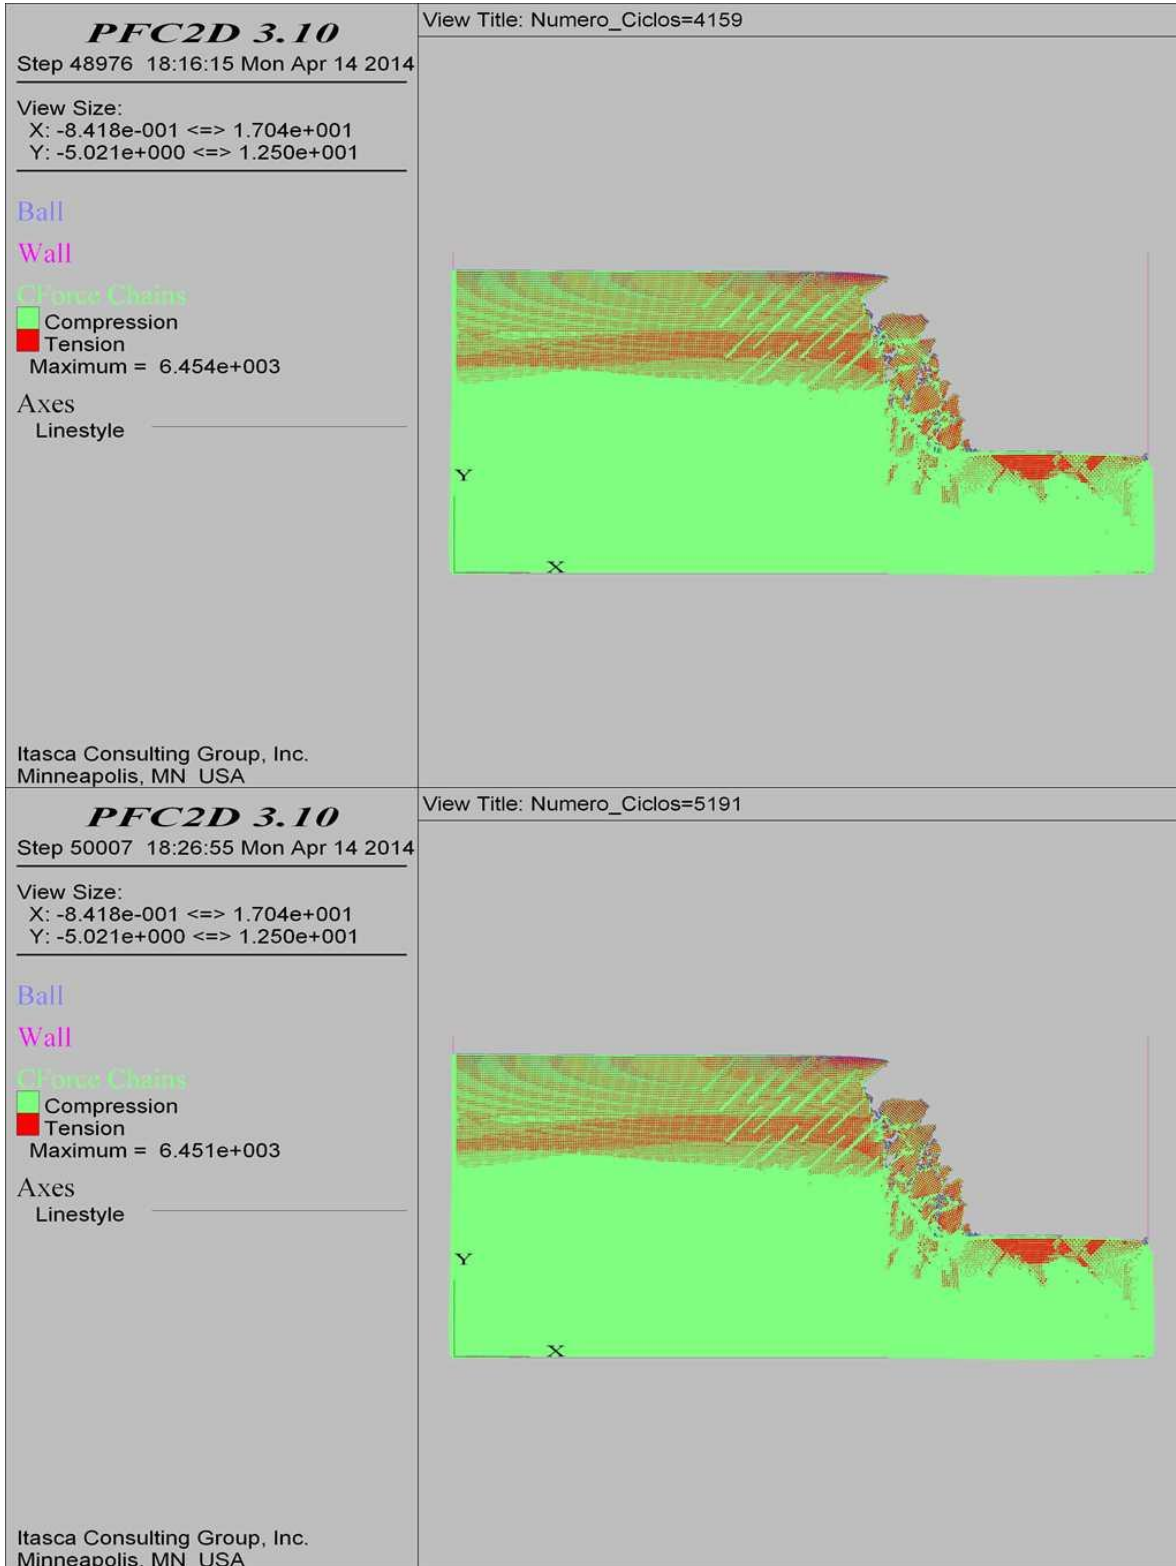 PFC2D 3.10
Step 48976  18:16:15 Mon Apr 14 2014
View Size:
X: -8.418e-001 <=> 1.704e+001
Y: -5.021e+000 <=> 1.250e+001
Ball
Wall
CForce Chains
Compression
Tension
Maximum =  6.454e+003
Axes
Linestyle
Itasca Consulting Group, Inc.
Minneapolis, MN  USA
View Title: Numero_Ciclos=4159
Y
X
PFC2D 3.10
Step 50007  18:26:55 Mon Apr 14 2014
View Size:
X: -8.418e-001 <=> 1.704e+001
Y: -5.021e+000 <=> 1.250e+001
Ball
Wall
CForce Chains
Compression
Tension
Maximum =  6.451e+003
Axes
Linestyle
Itasca Consulting Group, Inc.
Minneapolis, MN  USA
View Title: Numero_Ciclos=5191
Y
X